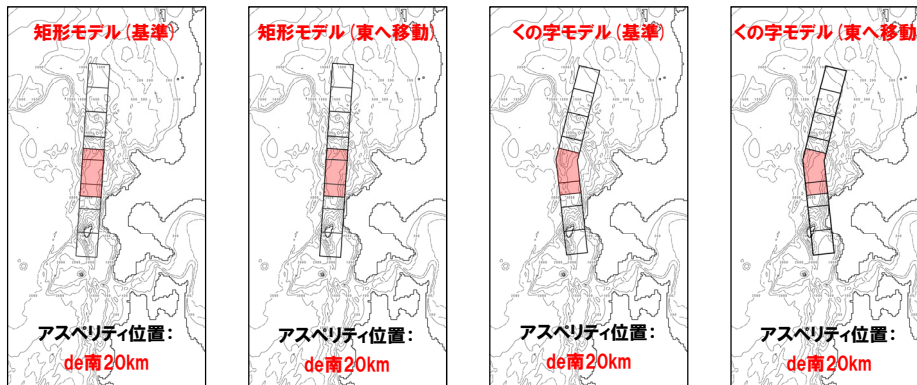 矩形モデル(基準)
アスペリティ位置：
de南20km
矩形モデル(東へ移動)
アスペリティ位置：
de南20km
くの字モデル(基準)
アスペリティ位置：
de南20km
くの字モデル(東へ移動)
アスペリティ位置：
de南20km